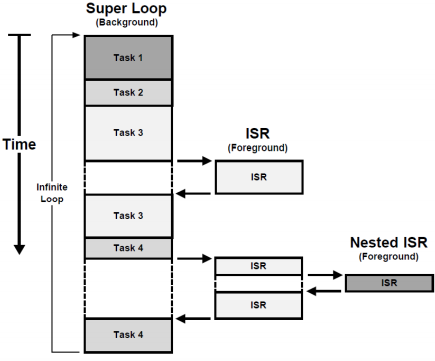 Super Loop
(Background)
Task 1
Task 2
Task 3
Time
Infinite
Loop
ISR
(Foreground)
ISR
Task 3
Task 4
Nested ISR
(Foreground)
ISR
ISR
ISR
Task 4